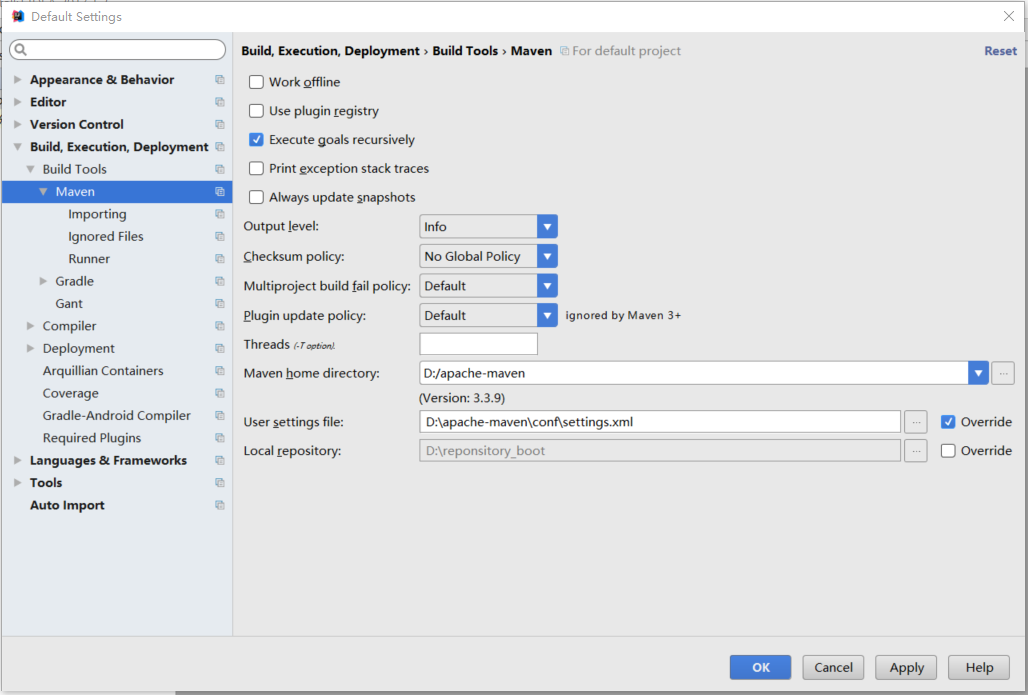 Default Settings
Build, Execution, Deployment › Build Tools › Maven For default project Reset
Appearance & Behavior
Editor
Version Control
Build, Execution, Deployment
Build Tools
Maven
Importing
Ignored Files
Runner
Gradle
Gant
Compiler
Deployment
Arquillian Containers
Coverage
Gradle-Android Compiler
Required Plugins
Languages & Frameworks
Tools
Auto Import
Work offline
Use plugin registry
Execute goals recursively
Print exception stack traces
Always update snapshots
Output level: Info
Checksum policy: No Global Policy
Multiproject build fail policy: Default
Plugin update policy: Default ignored by Maven 3+
Threads (-T option).
Maven home directory: D:/apache-maven ...
(Version: 3.3.9)
User settings file: D:\apache-maven\conf\settings.xml ... Override
Local repository: D:\reponsitory_boot ... Override
OK Cancel Apply Help